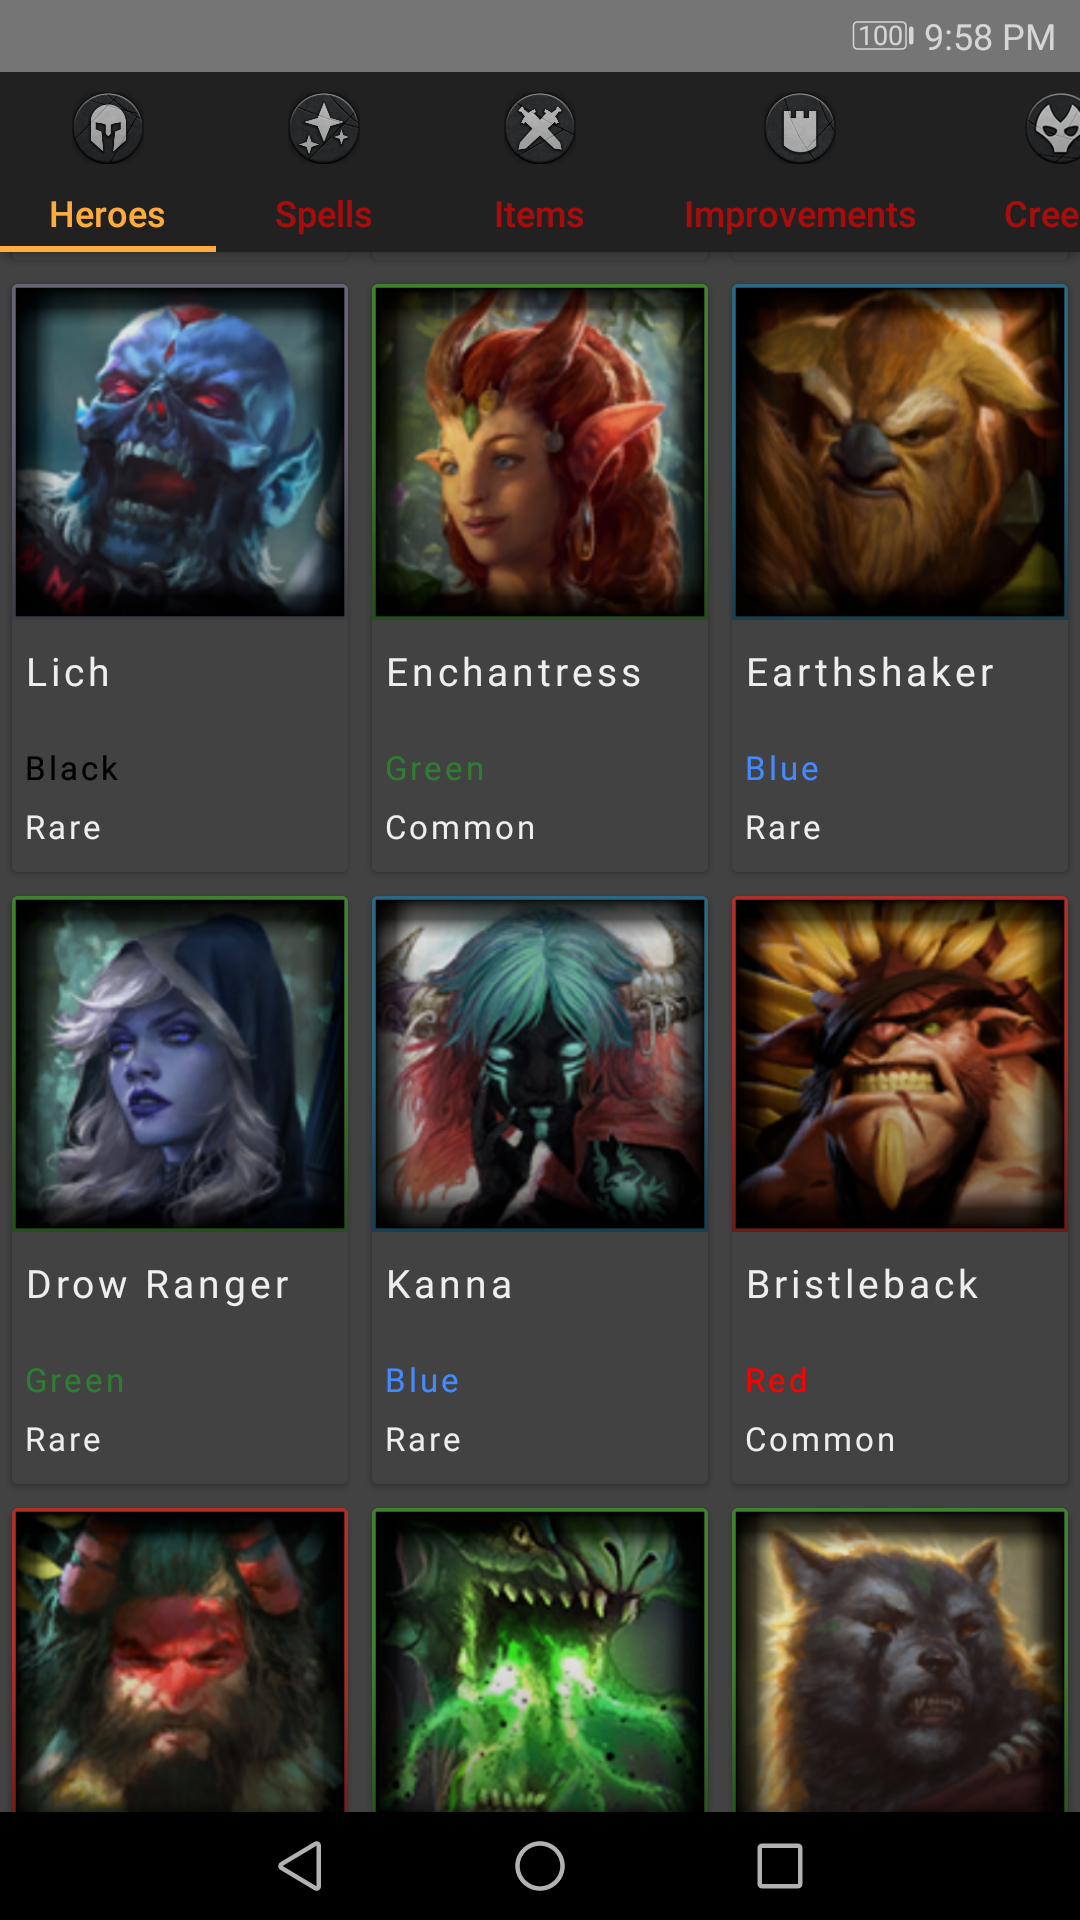 100 9:58 PM
Heroes Spells Items Improvements Cree
Lich Enchantress Earthshaker
Black Green Blue
Rare Common Rare
Drow Ranger Kanna Bristleback
Green Blue Red
Rare Rare Common